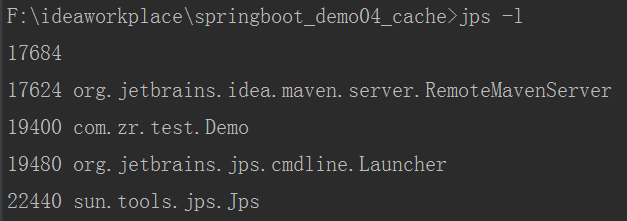 F:\ideaworkplace\springboot_demo04_cache>jps -l
17684
17624 org.jetbrains.idea.maven.server.RemoteMavenServer
19400 com.zr.test.Demo
19480 org.jetbrains.jps.cmdline.Launcher
22440 sun.tools.jps.Jps